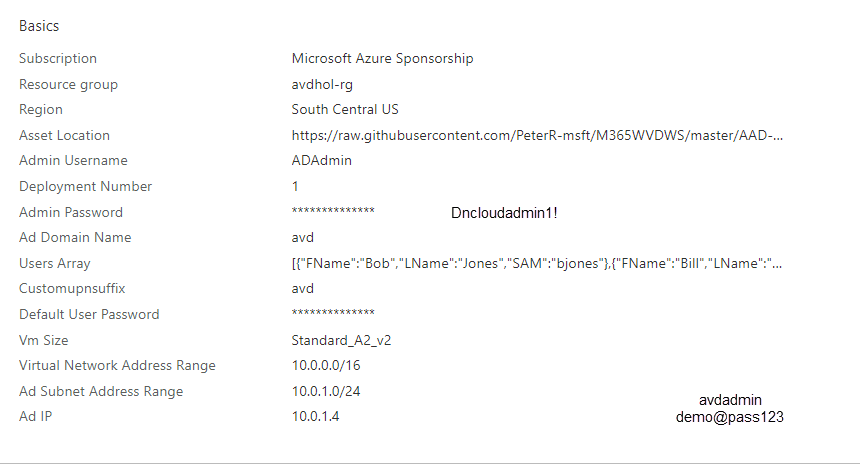 Basics
Subscription Microsoft Azure Sponsorship
Resource group avdhol-rg
Region South Central US
Asset Location https://raw.githubusercontent.com/PeterR-msft/M365WVDWS/master/AAD-...
Admin Username ADAdmin
Deployment Number 1
Admin Password ************** Dncloudadmin1!
Ad Domain Name avd
Users Array [{"FName":"Bob","LName":"Jones","SAM":"bjones"},{"FName":"Bill","LName":"...
Customupnsuffix avd
Default User Password **************
Vm Size Standard_A2_v2
Virtual Network Address Range 10.0.0.0/16
Ad Subnet Address Range 10.0.1.0/24
avdadmin
Ad IP 10.0.1.4 demo@pass123